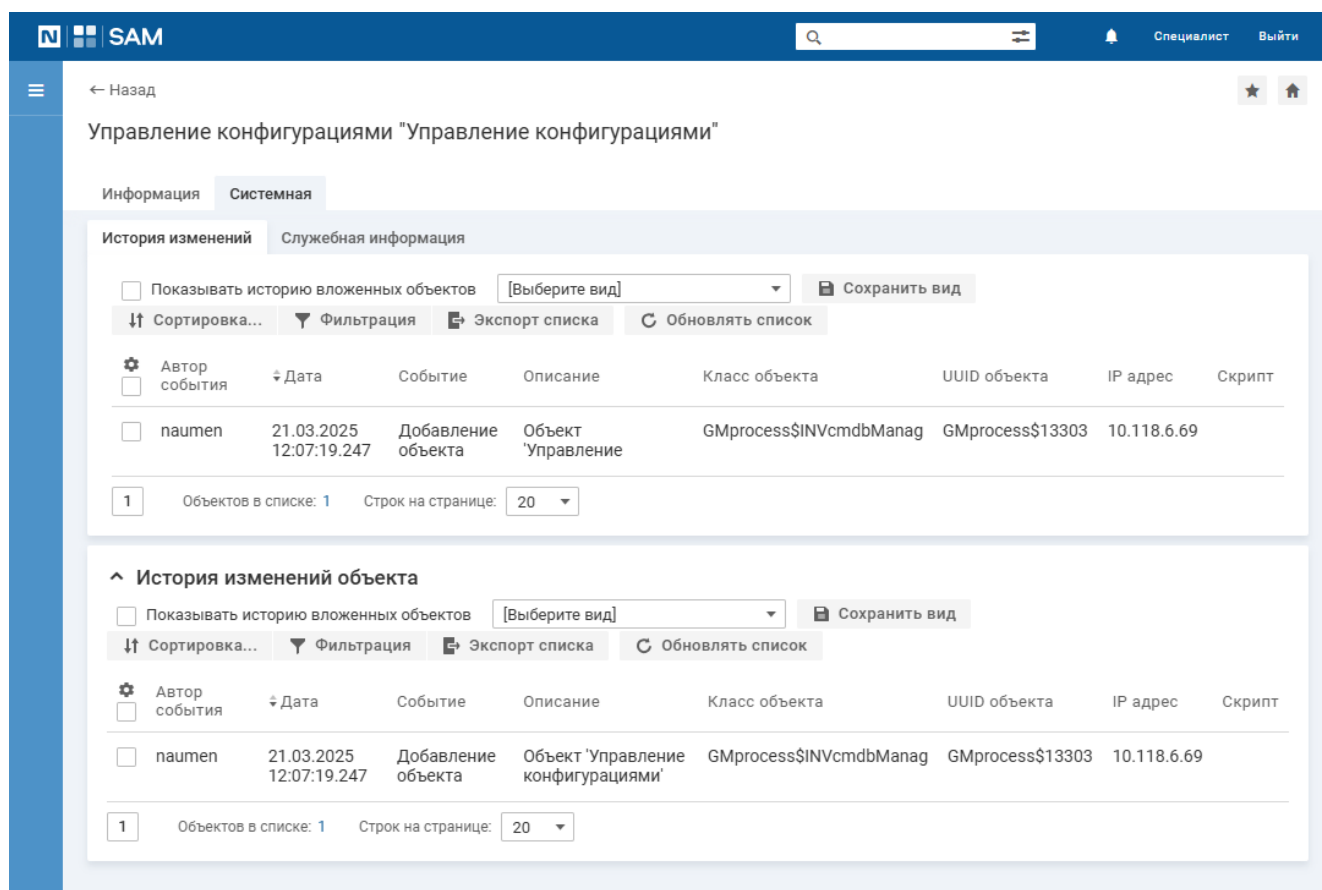 N SAM Специалист Выйти
← Назад
Управление конфигурациями "Управление конфигурациями"
Информация Системная
История изменений Служебная информация
Показывать историю вложенных объектов [Выберите вид] Сохранить вид
Сортировка... Фильтрация Экспорт списка Обновлять список
Автор события Дата Событие Описание Класс объекта UUID объекта IP адрес Скрипт
naumen 21.03.2025 Добавление Объект GMprocess$INVcmdbManag GMprocess$13303 10.118.6.69
12:07:19.247 объекта 'Управление
1 Объектов в списке: 1 Строк на странице: 20
История изменений объекта
Показывать историю вложенных объектов [Выберите вид] Сохранить вид
Сортировка... Фильтрация Экспорт списка Обновлять список
Автор события Дата Событие Описание Класс объекта UUID объекта IP адрес Скрипт
naumen 21.03.2025 Добавление Объект 'Управление GMprocess$INVcmdbManag GMprocess$13303 10.118.6.69
12:07:19.247 объекта конфигурациями'
1 Объектов в списке: 1 Строк на странице: 20